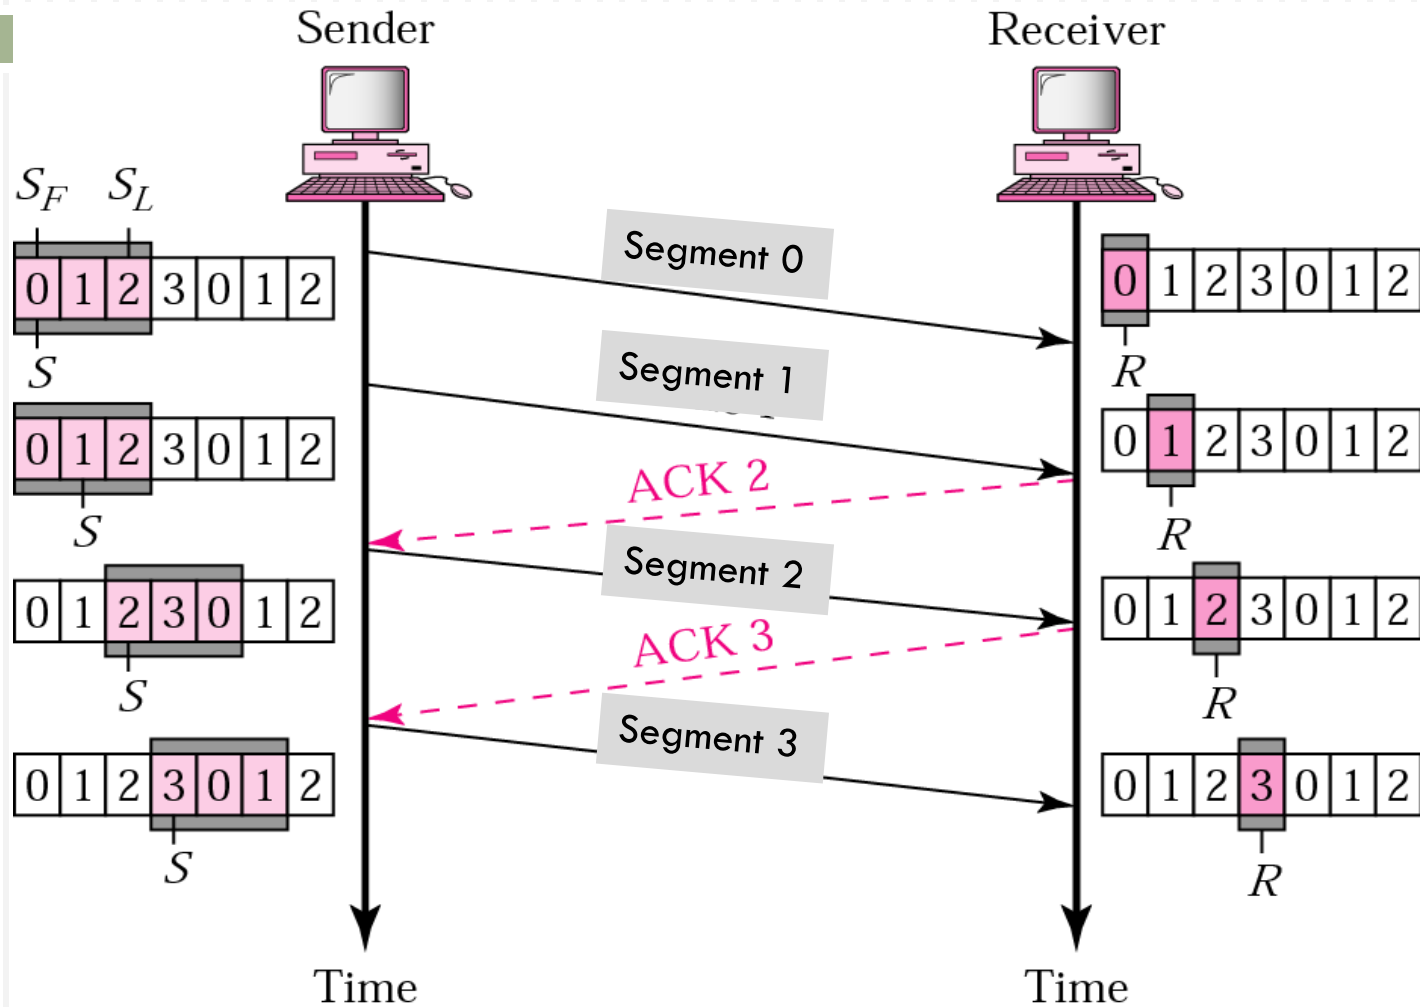 Sender
Receiver
S_F S_L
Segment 0
0 1 2 3 0 1 2
0 1 2 3 0 1 2
S
R
Segment 1
0 1 2 3 0 1 2
0 1 2 3 0 1 2
ACK 2
S
R
Segment 2
0 1 2 3 0 1 2
0 1 2 3 0 1 2
ACK 3
S
R
Segment 3
0 1 2 3 0 1 2
0 1 2 3 0 1 2
S
R
Time
Time